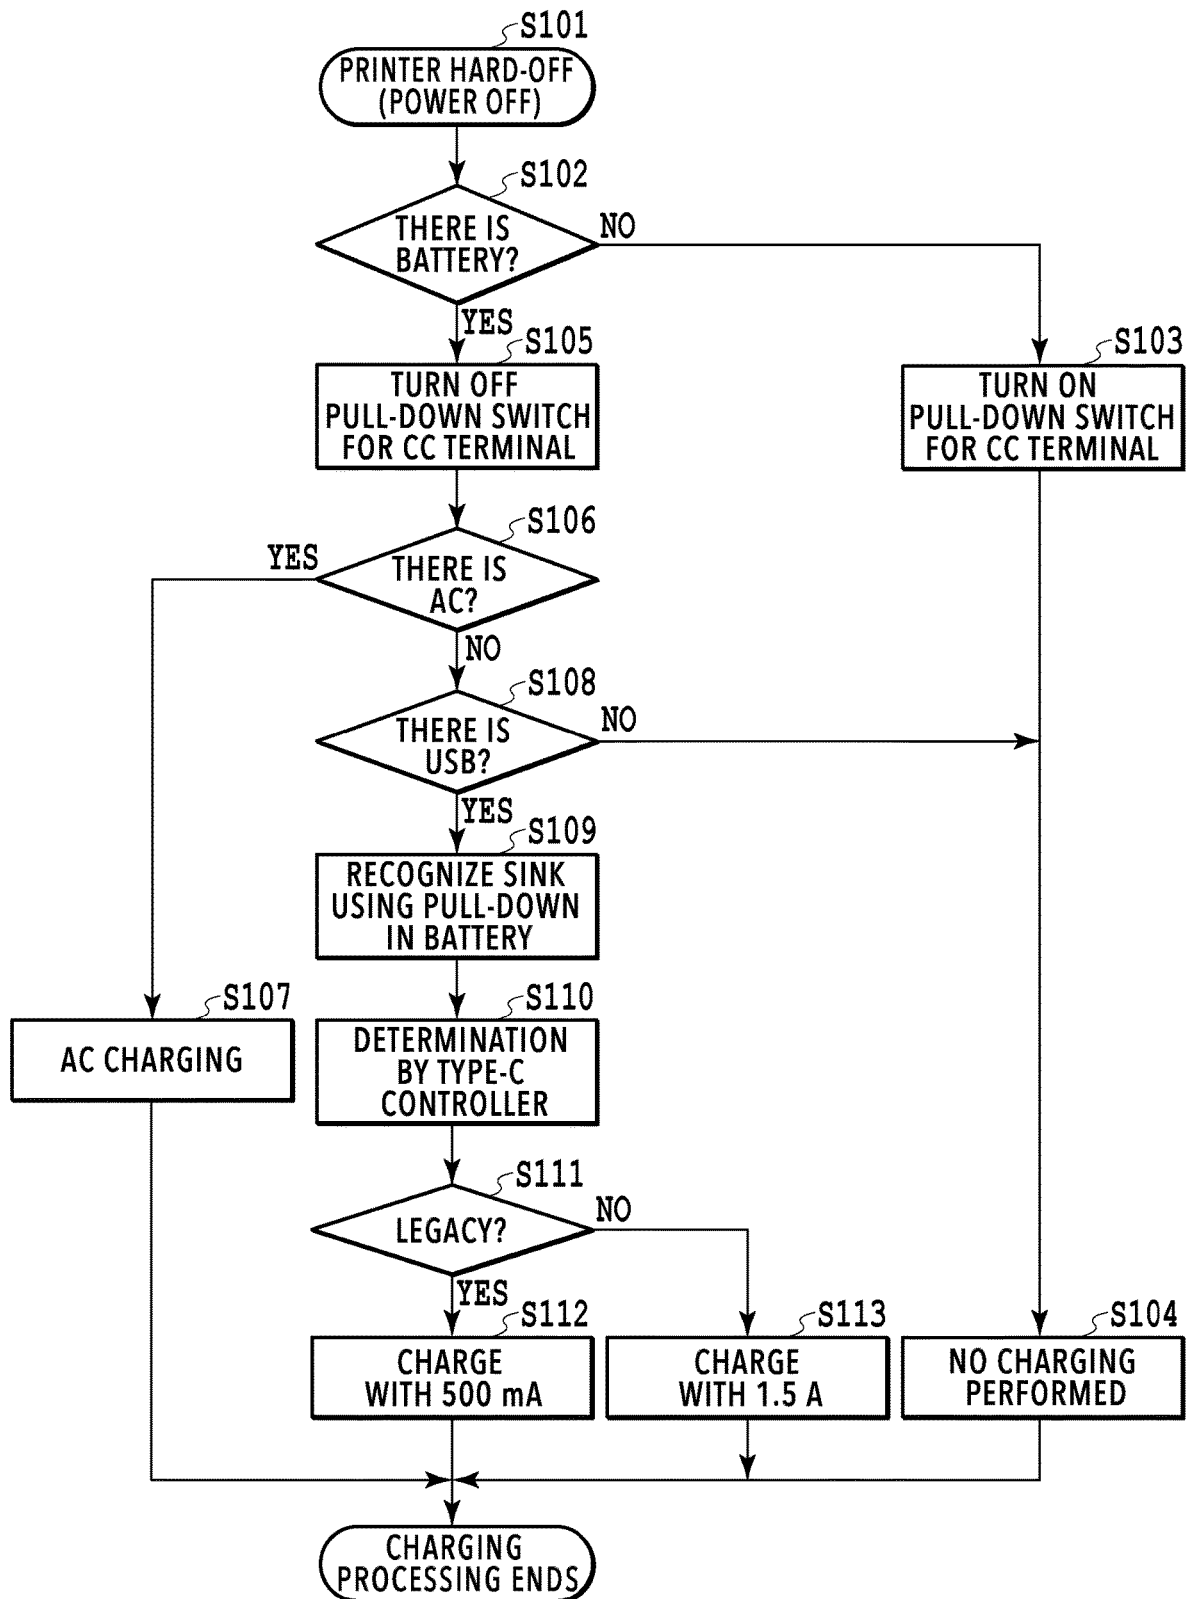 S101
PRINTER HARD-OFF
(POWER OFF)
S102
THERE IS
BATTERY?
NO
YES
S105
TURN OFF
PULL-DOWN SWITCH
FOR CC TERMINAL
S103
TURN ON
PULL-DOWN SWITCH
FOR CC TERMINAL
S106
YES
THERE IS
AC?
NO
S108
THERE IS
USB?
NO
YES
S109
RECOGNIZE SINK
USING PULL-DOWN
IN BATTERY
S107
AC CHARGING
S110
DETERMINATION
BY TYPE-C
CONTROLLER
S111
LEGACY?
NO
YES
S112
CHARGE
WITH 500 mA
S113
CHARGE
WITH 1.5 A
S104
NO CHARGING
PERFORMED
CHARGING
PROCESSING ENDS